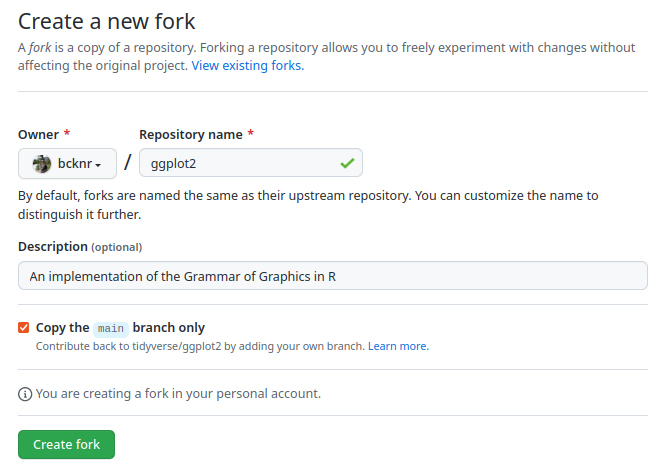 Create a new fork
A fork is a copy of a repository. Forking a repository allows you to freely experiment with changes without
affecting the original project. View existing forks.
Owner * Repository name *
bcknr / ggplot2
By default, forks are named the same as their upstream repository. You can customize the name to
distinguish it further.
Description (optional)
An implementation of the Grammar of Graphics in R
Copy the main branch only
Contribute back to tidyverse/ggplot2 by adding your own branch. Learn more.
You are creating a fork in your personal account.
Create fork